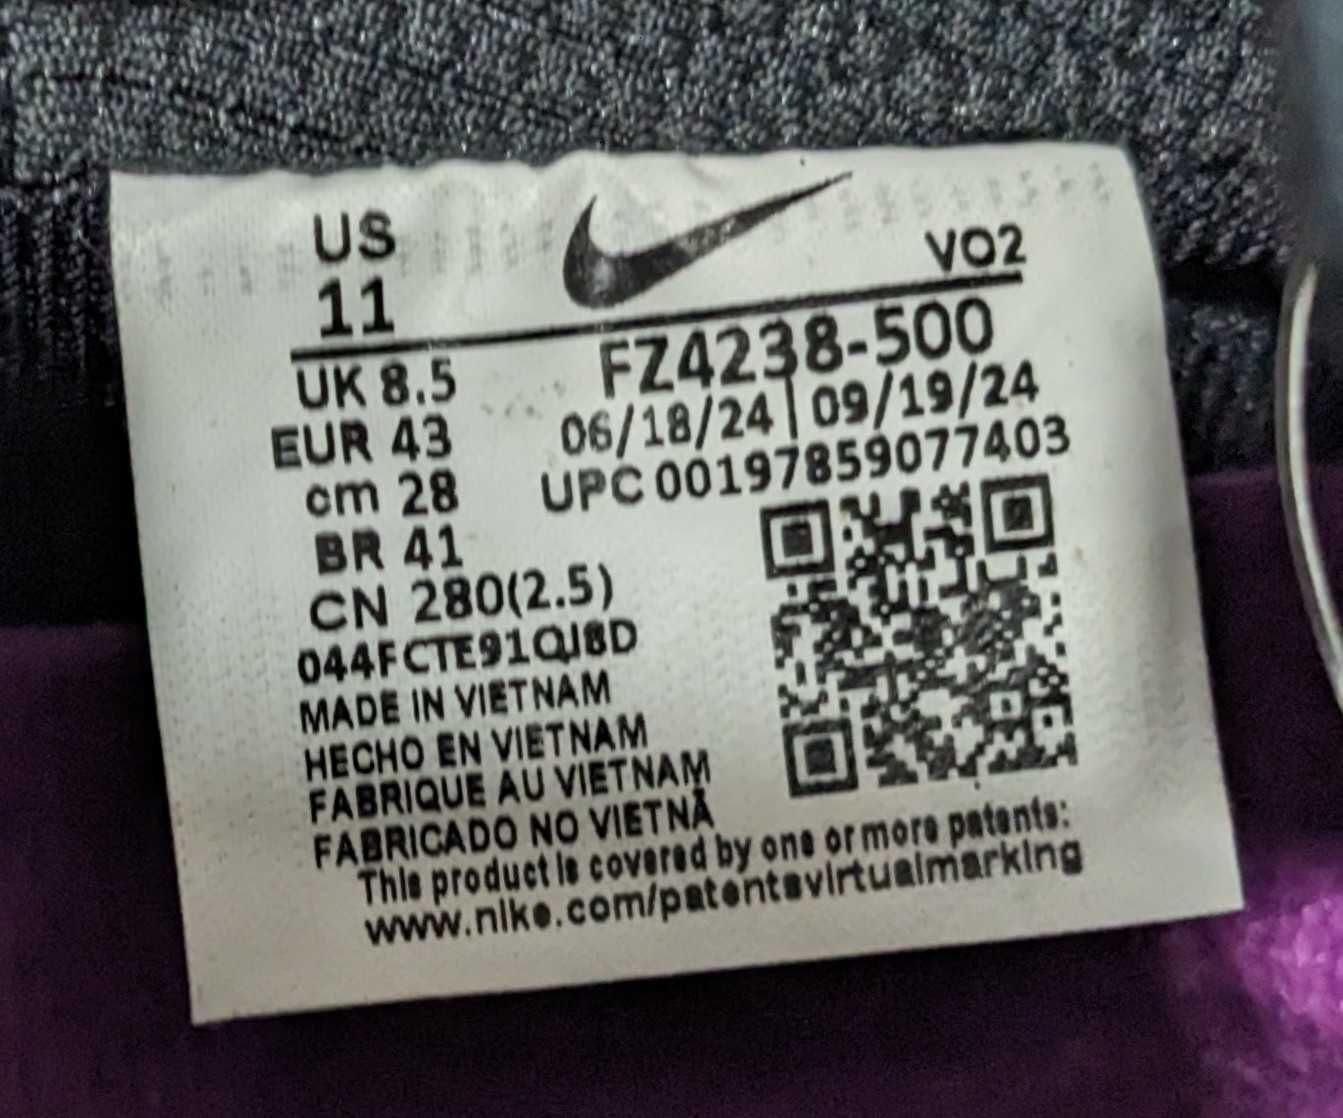 US
11
VO2
UK 8.5
FZ4238-500
EUR 43
06/18/24 | 09/19/24
cm 28
UPC 00197859077403
BR 41
CN 280(2.5)
044FCTE91QJ8D
MADE IN VIETNAM
HECHO EN VIETNAM
FABRIQUE AU VIETNAM
FABRICADO NO VIETNÃ
This product is covered by one or more patents:
www.nike.com/patentsvirtualmarking